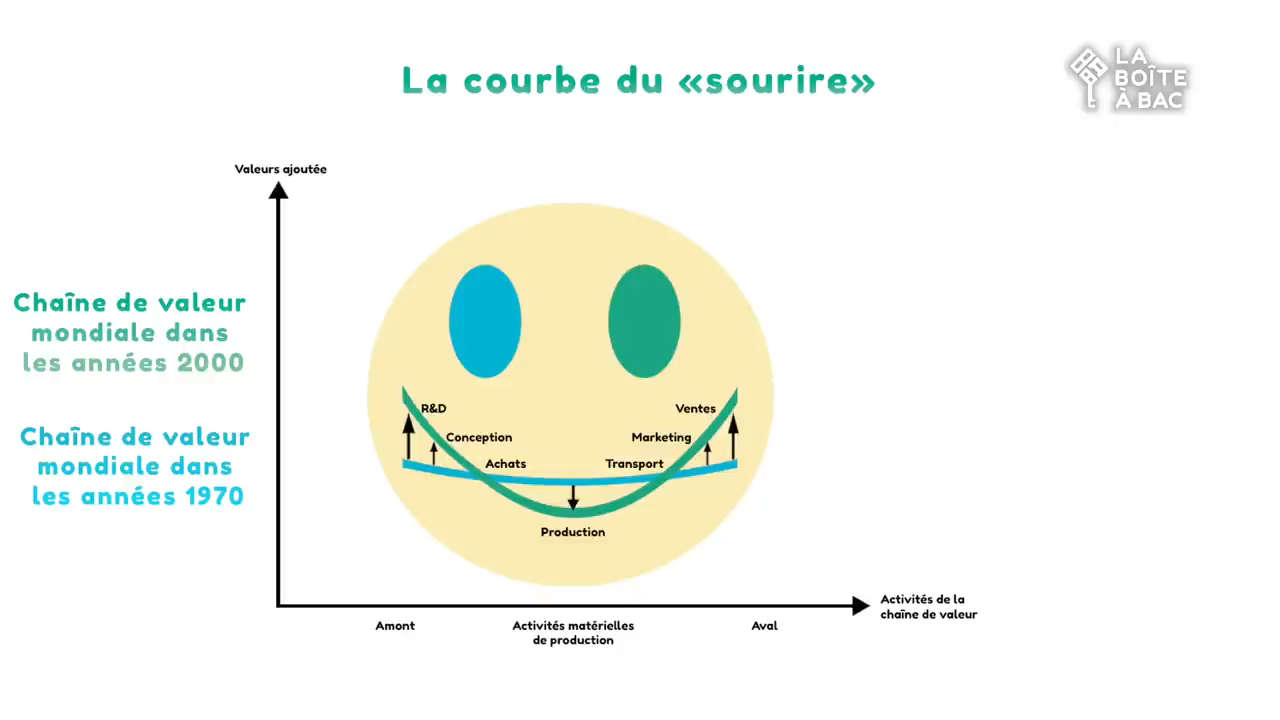 La courbe du «sourire»
LA
BOÎTE
À BAC
Valeurs ajoutée
Chaîne de valeur
mondiale dans
les années 2000
Chaîne de valeur
mondiale dans
les années 1970
R&D
Ventes
Conception
Marketing
Achats
Transport
Production
Activités de la
chaîne de valeur
Amont
Activités matérielles
de production
Aval